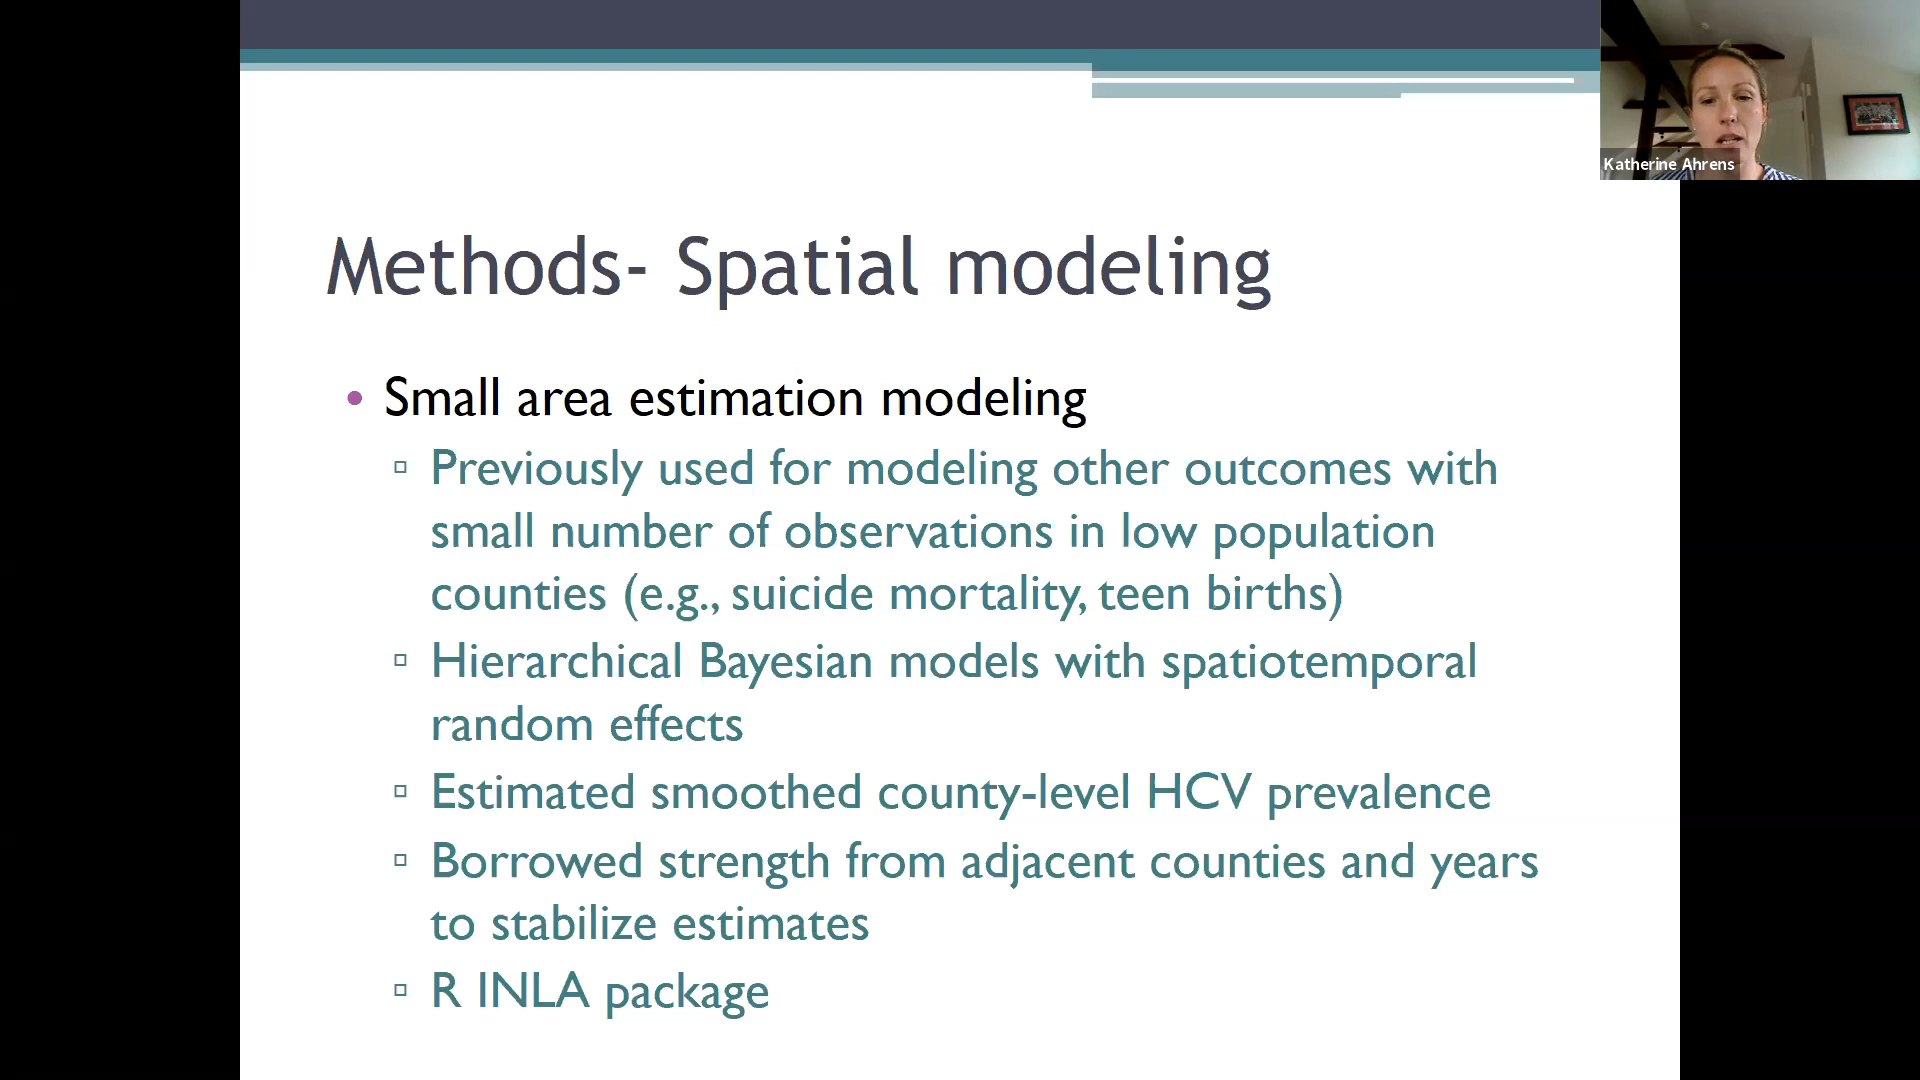 Katherine Ahrens
Methods- Spatial modeling
• Small area estimation modeling
▫ Previously used for modeling other outcomes with
small number of observations in low population
counties (e.g., suicide mortality, teen births)
▫ Hierarchical Bayesian models with spatiotemporal
random effects
▫ Estimated smoothed county-level HCV prevalence
▫ Borrowed strength from adjacent counties and years
to stabilize estimates
▫ R INLA package